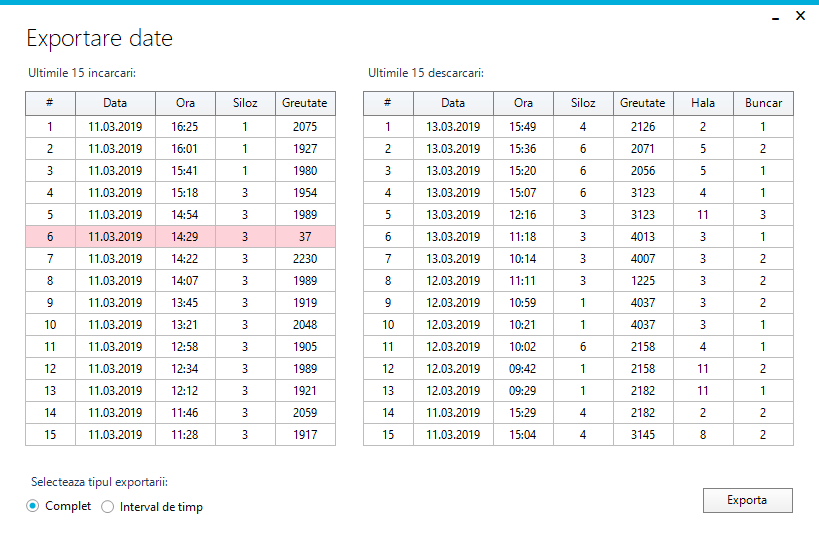 Exportare date
Ultimile 15 incarcari:
# Data Ora Siloz Greutate
1 11.03.2019 16:25 1 2075
2 11.03.2019 16:01 1 1927
3 11.03.2019 15:41 1 1980
4 11.03.2019 15:18 3 1954
5 11.03.2019 14:54 3 1989
6 11.03.2019 14:29 3 37
7 11.03.2019 14:22 3 2230
8 11.03.2019 14:07 3 1989
9 11.03.2019 13:45 3 1919
10 11.03.2019 13:21 3 2048
11 11.03.2019 12:58 3 1905
12 11.03.2019 12:34 3 1989
13 11.03.2019 12:12 3 1921
14 11.03.2019 11:46 3 2059
15 11.03.2019 11:28 3 1917
Ultimile 15 descarcari:
# Data Ora Siloz Greutate Hala Buncar
1 13.03.2019 15:49 4 2126 2 1
2 13.03.2019 15:36 6 2071 5 2
3 13.03.2019 15:20 6 2056 5 1
4 13.03.2019 15:07 6 3123 4 1
5 13.03.2019 12:16 3 3123 11 3
6 13.03.2019 11:18 3 4013 3 1
7 13.03.2019 10:14 3 4007 3 2
8 12.03.2019 11:11 3 1225 3 2
9 12.03.2019 10:59 1 4037 3 2
10 12.03.2019 10:21 1 4037 3 1
11 12.03.2019 10:02 6 2158 4 1
12 12.03.2019 09:42 1 2158 11 2
13 12.03.2019 09:29 1 2182 11 1
14 11.03.2019 15:29 4 2182 2 2
15 11.03.2019 15:04 4 3145 8 2
Selecteaza tipul exportarii:
Complet Interval de timp
Exporta